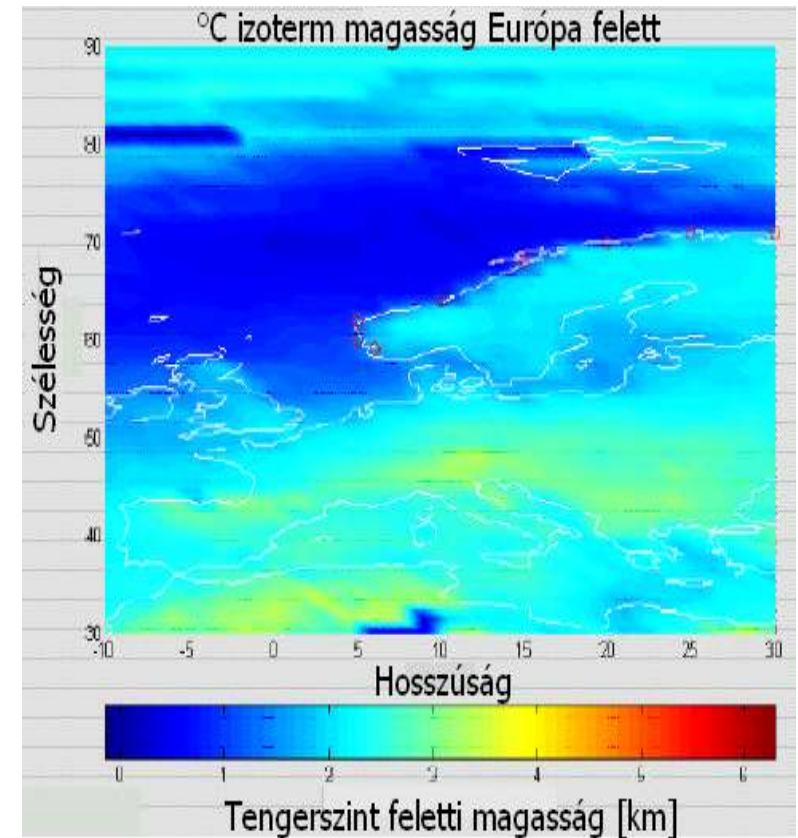 °C izoterm magasság Európa felett
90
80
70
60
50
40
30
Szélesség
-10 -5 0 5 10 15 20 25 30
Hosszúság
0 1 2 3 4 5 6
Tengerszint feletti magasság [km]